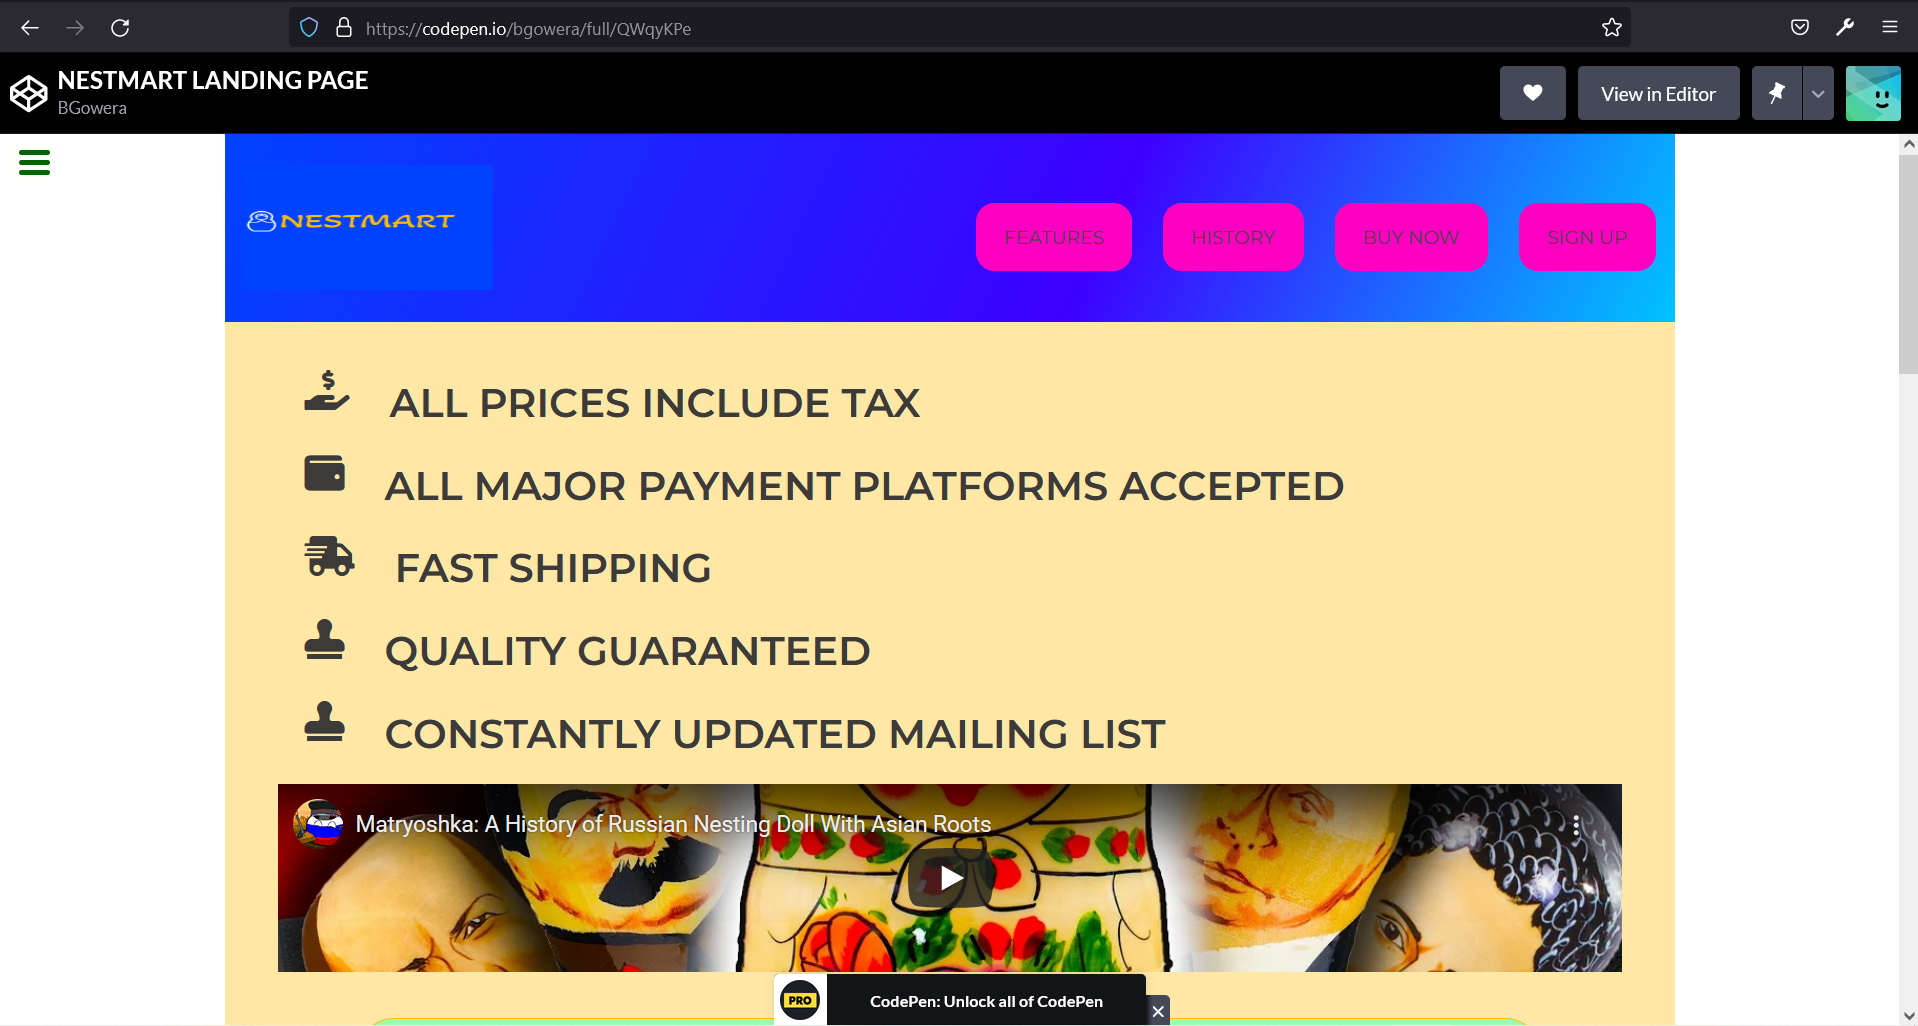 https://codepen.io/bgowera/full/QWqyKPe
NESTMART LANDING PAGE
BGowera
View in Editor
NESTMART
FEATURES
HISTORY
BUY NOW
SIGN UP
$
ALL PRICES INCLUDE TAX
ALL MAJOR PAYMENT PLATFORMS ACCEPTED
FAST SHIPPING
QUALITY GUARANTEED
CONSTANTLY UPDATED MAILING LIST
Matryoshka: A History of Russian Nesting Doll With Asian Roots
PRO
CodePen: Unlock all of CodePen